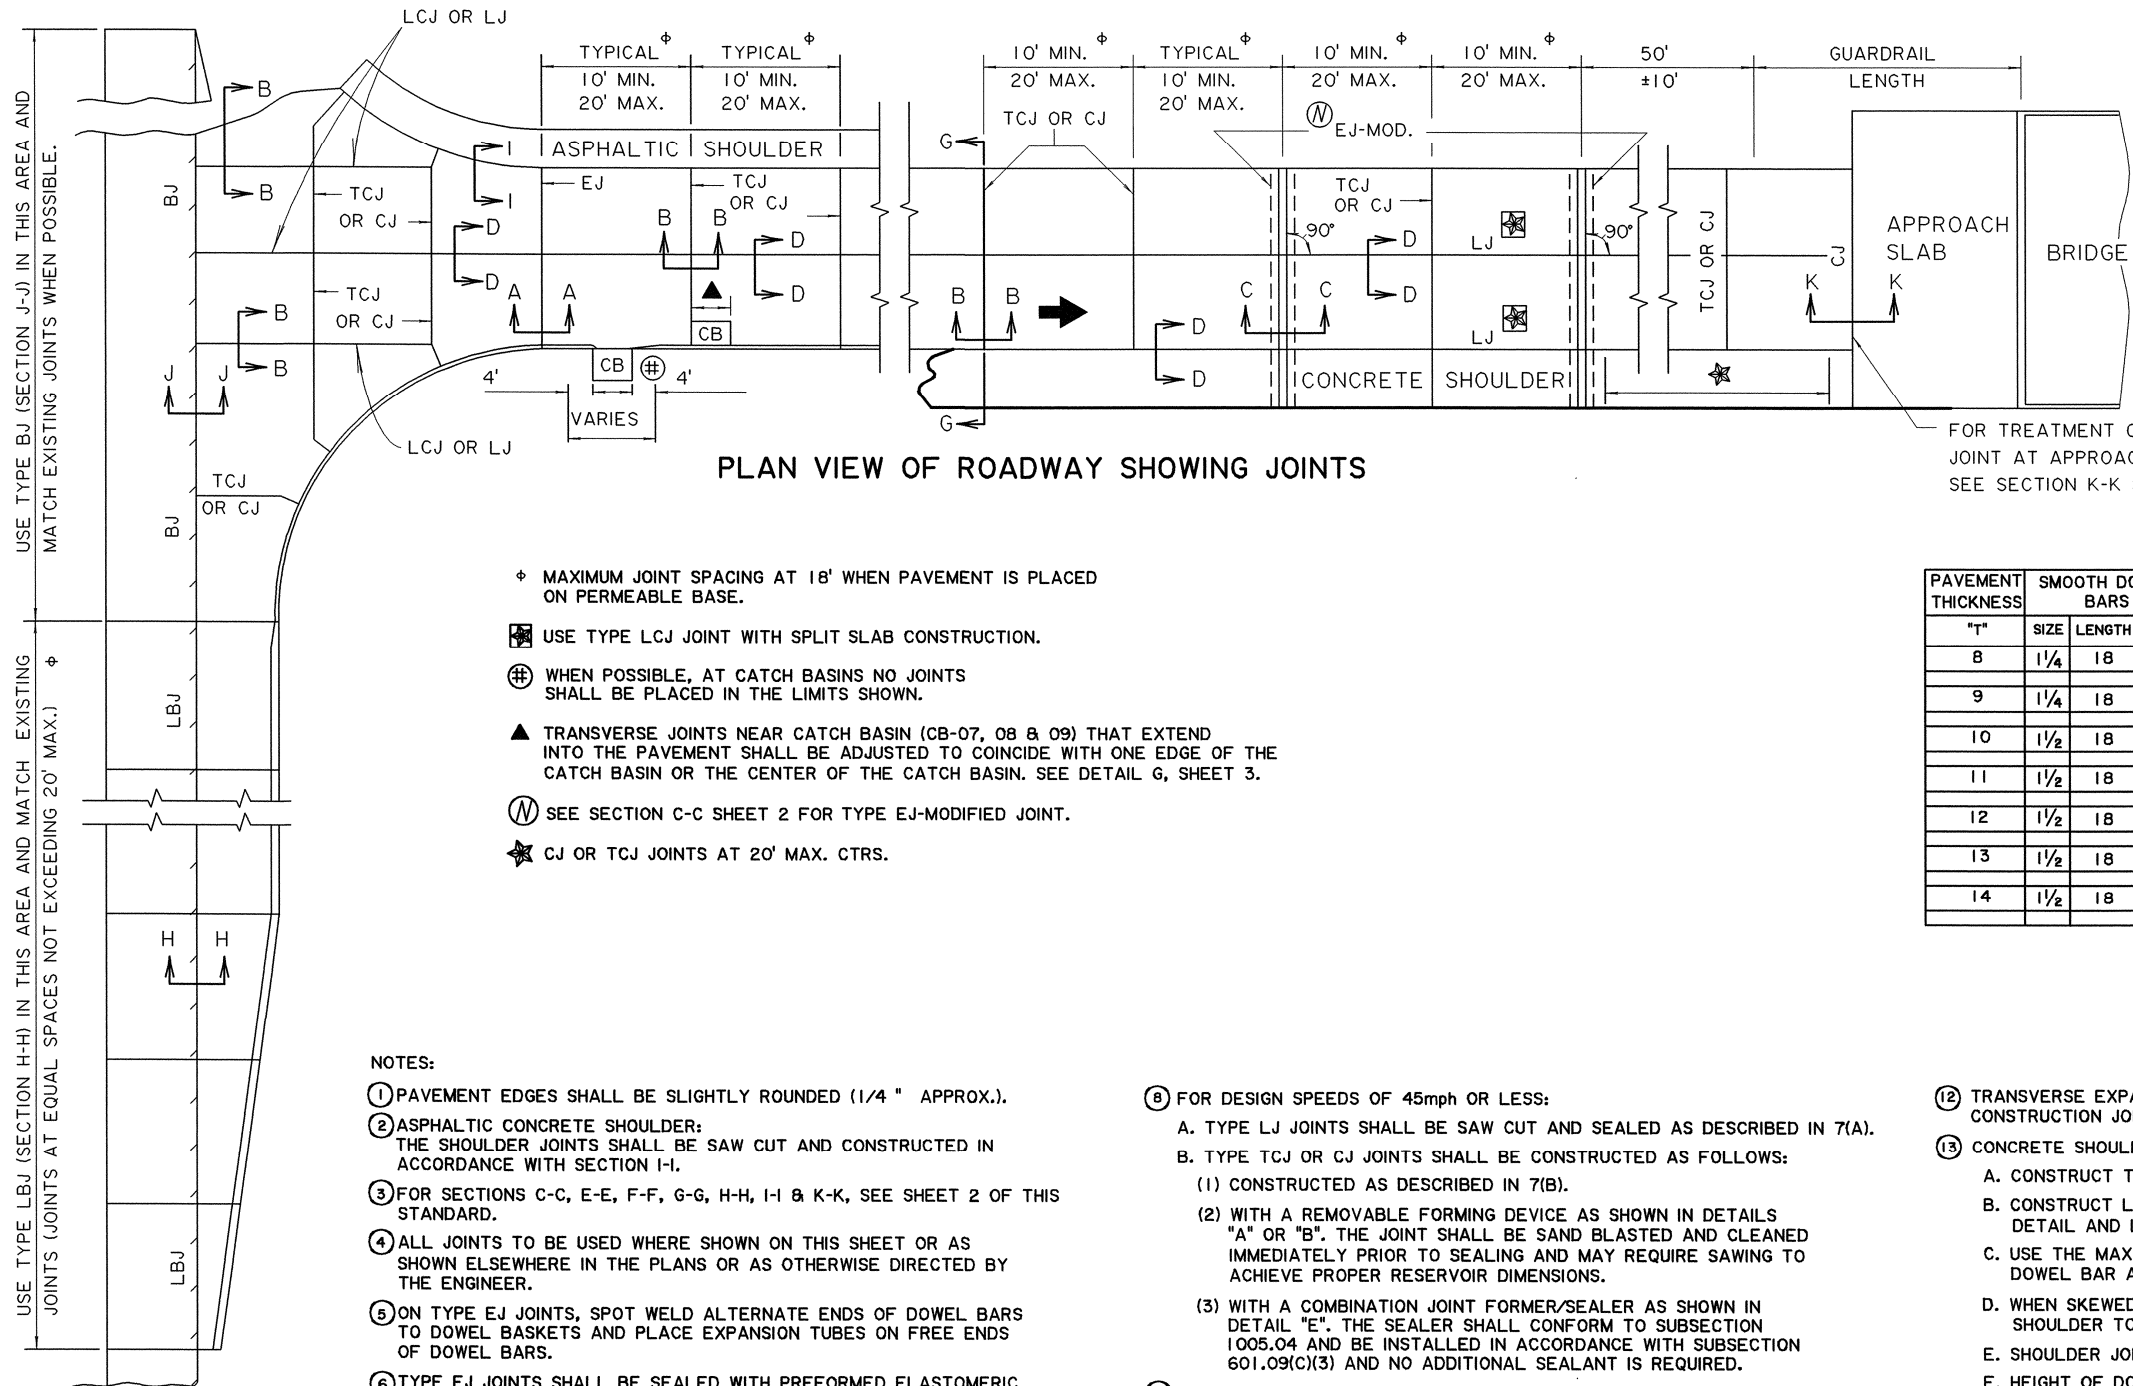 LCJ OR LJ
TYPICAL ϕ
10' MIN.
20' MAX.
TYPICAL ϕ
10' MIN.
20' MAX.
10' MIN. ϕ
20' MAX.
TYPICAL ϕ
10' MIN.
20' MAX.
10' MIN. ϕ
20' MAX.
10' MIN. ϕ
20' MAX.
50'
±10'
GUARDRAIL
LENGTH
USE TYPE BJ (SECTION J-J) IN THIS AREA AND
MATCH EXISTING JOINTS WHEN POSSIBLE.
B
B
BJ
TCJ
OR CJ
I
I
ASPHALTIC
SHOULDER
EJ
TCJ
OR CJ
B
B
D
D
D
D
A
A
CB
CB
#
4'
4'
VARIES
TCJ OR CJ
G
G
N
EJ-MOD.
TCJ
OR CJ
90°
90°
LJ
LJ
TCJ OR CJ
CJ
APPROACH
SLAB
BRIDGE
B
B
D
D
C
C
D
D
K
K
CONCRETE
SHOULDER
TCJ
OR CJ
B
B
J
J
LCJ OR LJ
TCJ
OR CJ
BJ
FOR TREATMENT
JOINT AT
SEE SECTION K-K
PLAN VIEW OF ROADWAY SHOWING JOINTS
ϕ MAXIMUM JOINT SPACING AT 18' WHEN PAVEMENT IS PLACED
ON PERMEABLE BASE.
USE TYPE LCJ JOINT WITH SPLIT SLAB CONSTRUCTION.
# WHEN POSSIBLE, AT CATCH BASINS NO JOINTS
SHALL BE PLACED IN THE LIMITS SHOWN.
▲ TRANSVERSE JOINTS NEAR CATCH BASIN (CB-07, 08 & 09) THAT EXTEND
INTO THE PAVEMENT SHALL BE ADJUSTED TO COINCIDE WITH ONE EDGE OF THE
CATCH BASIN OR THE CENTER OF THE CATCH BASIN. SEE DETAIL G, SHEET 3.
N SEE SECTION C-C SHEET 2 FOR TYPE EJ-MODIFIED JOINT.
CJ OR TCJ JOINTS AT 20' MAX. CTRS.
PAVEMENT
THICKNESS
"T"
SMOOTH
BARS
SIZE LENGTH
8 1 1/4 18
9 1 1/4 18
10 1 1/2 18
11 1 1/2 18
12 1 1/2 18
13 1 1/2 18
14 1 1/2 18
USE TYPE LBJ (SECTION H-H) IN THIS AREA AND MATCH EXISTING
JOINTS (JOINTS AT EQUAL SPACES NOT EXCEEDING 20' MAX.) ϕ
LBJ
H
H
LBJ
NOTES:
1 PAVEMENT EDGES SHALL BE SLIGHTLY ROUNDED (1/4 " APPROX.).
2 ASPHALTIC CONCRETE SHOULDER:
THE SHOULDER JOINTS SHALL BE SAW CUT AND CONSTRUCTED IN
ACCORDANCE WITH SECTION I-I.
3 FOR SECTIONS C-C, E-E, F-F, G-G, H-H, I-I & K-K, SEE SHEET 2 OF THIS
STANDARD.
4 ALL JOINTS TO BE USED WHERE SHOWN ON THIS SHEET OR AS
SHOWN ELSEWHERE IN THE PLANS OR AS OTHERWISE DIRECTED BY
THE ENGINEER.
5 ON TYPE EJ JOINTS, SPOT WELD ALTERNATE ENDS OF DOWEL BARS
TO DOWEL BASKETS AND PLACE EXPANSION TUBES ON FREE ENDS
OF DOWEL BARS.
6 TYPE EJ JOINTS SHALL BE SEALED WITH PREFORMED ELASTOMERIC
8 FOR DESIGN SPEEDS OF 45mph OR LESS:
A. TYPE LJ JOINTS SHALL BE SAW CUT AND SEALED AS DESCRIBED IN 7(A).
B. TYPE TCJ OR CJ JOINTS SHALL BE CONSTRUCTED AS FOLLOWS:
(1) CONSTRUCTED AS DESCRIBED IN 7(B).
(2) WITH A REMOVABLE FORMING DEVICE AS SHOWN IN DETAILS
"A" OR "B". THE JOINT SHALL BE SAND BLASTED AND CLEANED
IMMEDIATELY PRIOR TO SEALING AND MAY REQUIRE SAWING TO
ACHIEVE PROPER RESERVOIR DIMENSIONS.
(3) WITH A COMBINATION JOINT FORMER/SEALER AS SHOWN IN
DETAIL "E". THE SEALER SHALL CONFORM TO SUBSECTION
1005.04 AND BE INSTALLED IN ACCORDANCE WITH SUBSECTION
601.09(C)(3) AND NO ADDITIONAL SEALANT IS REQUIRED.
12 TRANSVERSE
CONSTRUCTION
13 CONCRETE
A. CONSTRUCT
B. CONSTRUCT
DETAIL AND
C. USE THE
DOWEL BAR
D. WHEN SKEWED
SHOULDER
E. SHOULDER
F. HEIGHT OF